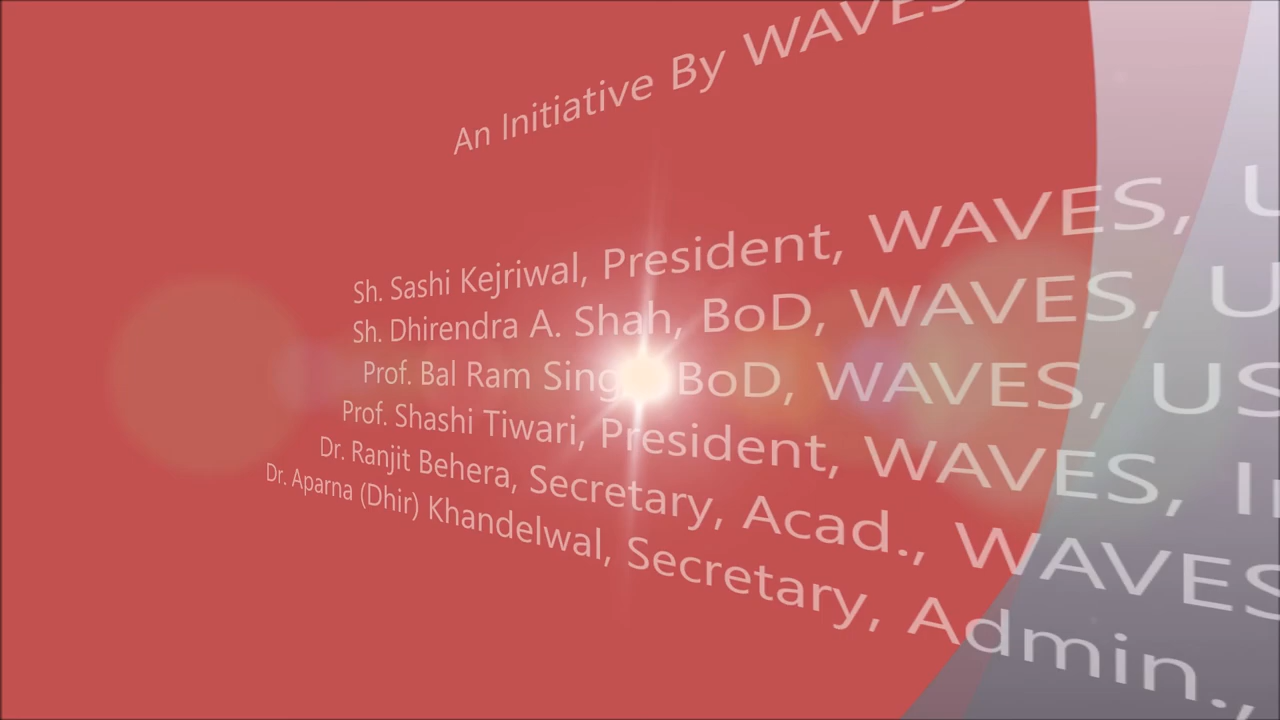 An Initiative By WAVES
Sh. Sashi Kejriwal, President, WAVES,
Sh. Dhirendra A. Shah, BoD, WAVES,
Prof. Bal Ram Sing BoD, WAVES, US
Prof. Shashi Tiwari, President, WAVES,
Dr. Ranjit Behera, Secretary, Acad., WAVES
Dr. Aparna (Dhir) Khandelwal, Secretary, Admin.,